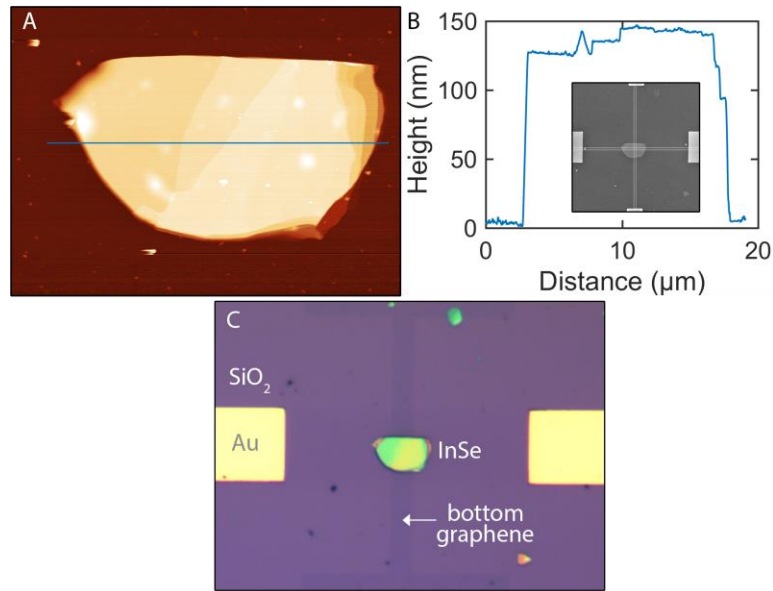 A
B
150
100
50
0
Height (nm)
0
10
20
Distance (µm)
C
SiO₂
Au
InSe
bottom
graphene